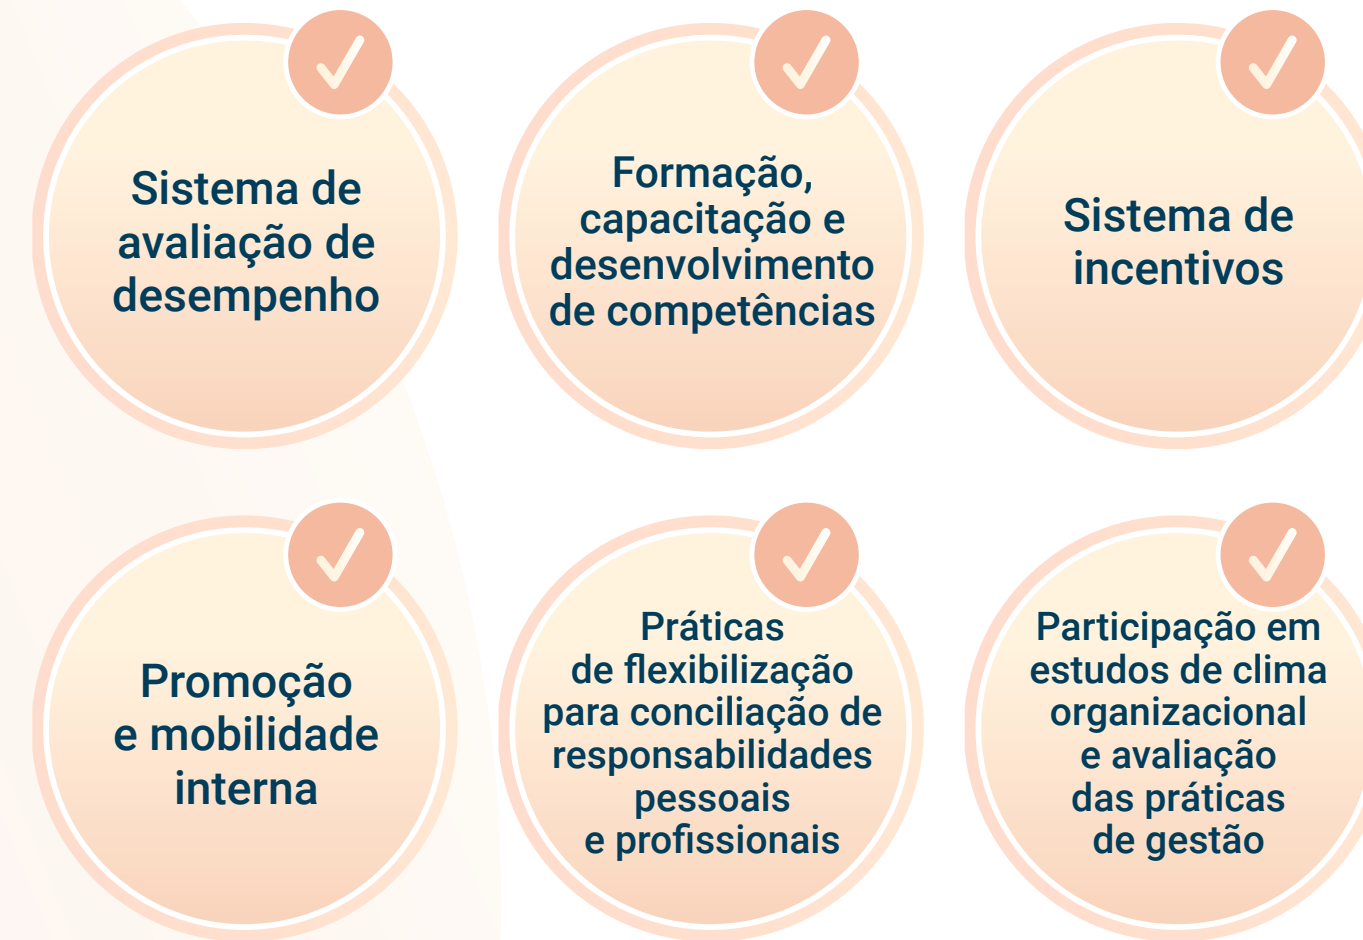 Sistema de
avaliação de
desempenho
Formação,
capacitação e
desenvolvimento
de competências
Sistema de
incentivos
Promoção
e mobilidade
interna
Práticas
de flexibilização
para conciliação de
responsabilidades
pessoais
e profissionais
Participação em
estudos de clima
organizacional
e avaliação
das práticas
de gestão